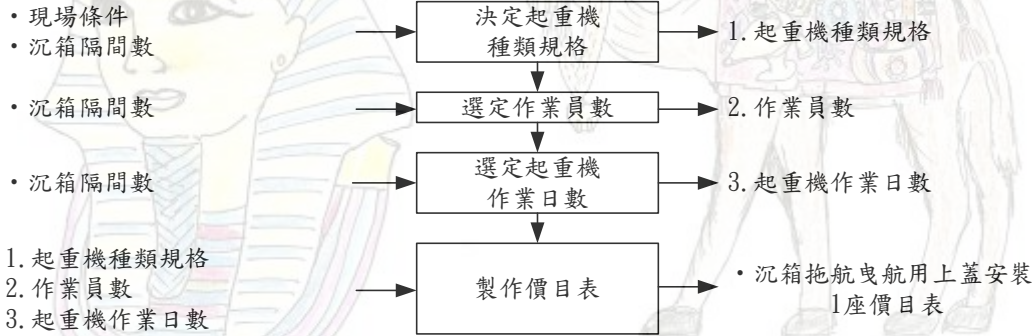 ・現場條件
・沉箱隔間數
決定起重機
種類規格
1.起重機種類規格
・沉箱隔間數
選定作業員數
2.作業員數
・沉箱隔間數
選定起重機
作業日數
3.起重機作業日數
1.起重機種類規格
2.作業員數
3.起重機作業日數
製作價目表
・沉箱拖航曳航用上蓋安裝
1座價目表